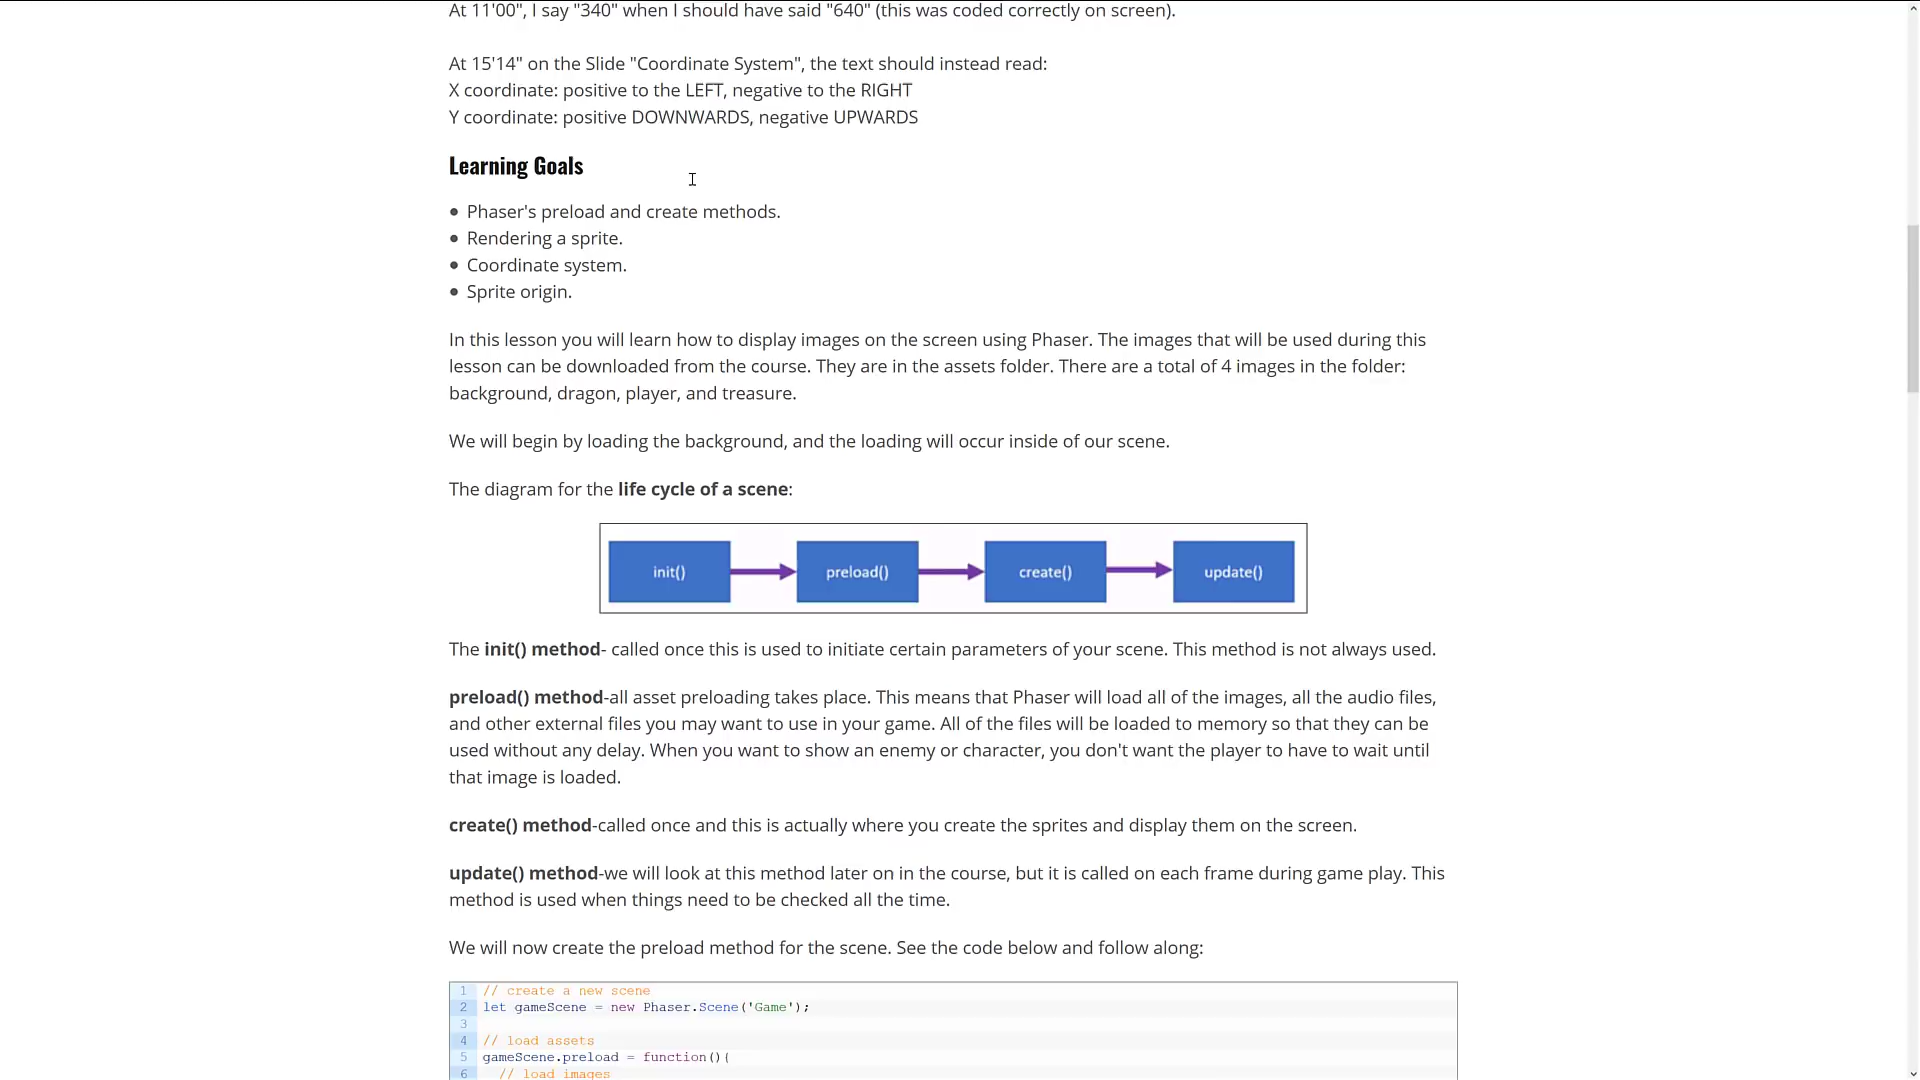 At 11'00", I say "340" when I should have said "640" (this was coded correctly on screen).
At 15'14" on the Slide "Coordinate System", the text should instead read:
X coordinate: positive to the LEFT, negative to the RIGHT
Y coordinate: positive DOWNWARDS, negative UPWARDS
Learning Goals
Phaser's preload and create methods.
Rendering a sprite.
Coordinate system.
Sprite origin.
In this lesson you will learn how to display images on the screen using Phaser. The images that will be used during this
lesson can be downloaded from the course. They are in the assets folder. There are a total of 4 images in the folder:
background, dragon, player, and treasure.
We will begin by loading the background, and the loading will occur inside of our scene.
The diagram for the life cycle of a scene:
init() preload() create() update()
The init() method- called once this is used to initiate certain parameters of your scene. This method is not always used.
preload() method-all asset preloading takes place. This means that Phaser will load all of the images, all the audio files,
and other external files you may want to use in your game. All of the files will be loaded to memory so that they can be
used without any delay. When you want to show an enemy or character, you don't want the player to have to wait until
that image is loaded.
create() method-called once and this is actually where you create the sprites and display them on the screen.
update() method-we will look at this method later on in the course, but it is called on each frame during game play. This
method is used when things need to be checked all the time.
We will now create the preload method for the scene. See the code below and follow along:
1 // create a new scene
2 let gameScene = new Phaser.Scene('Game');
3
4 // load assets
5 gameScene.preload = function(){
6 // load images